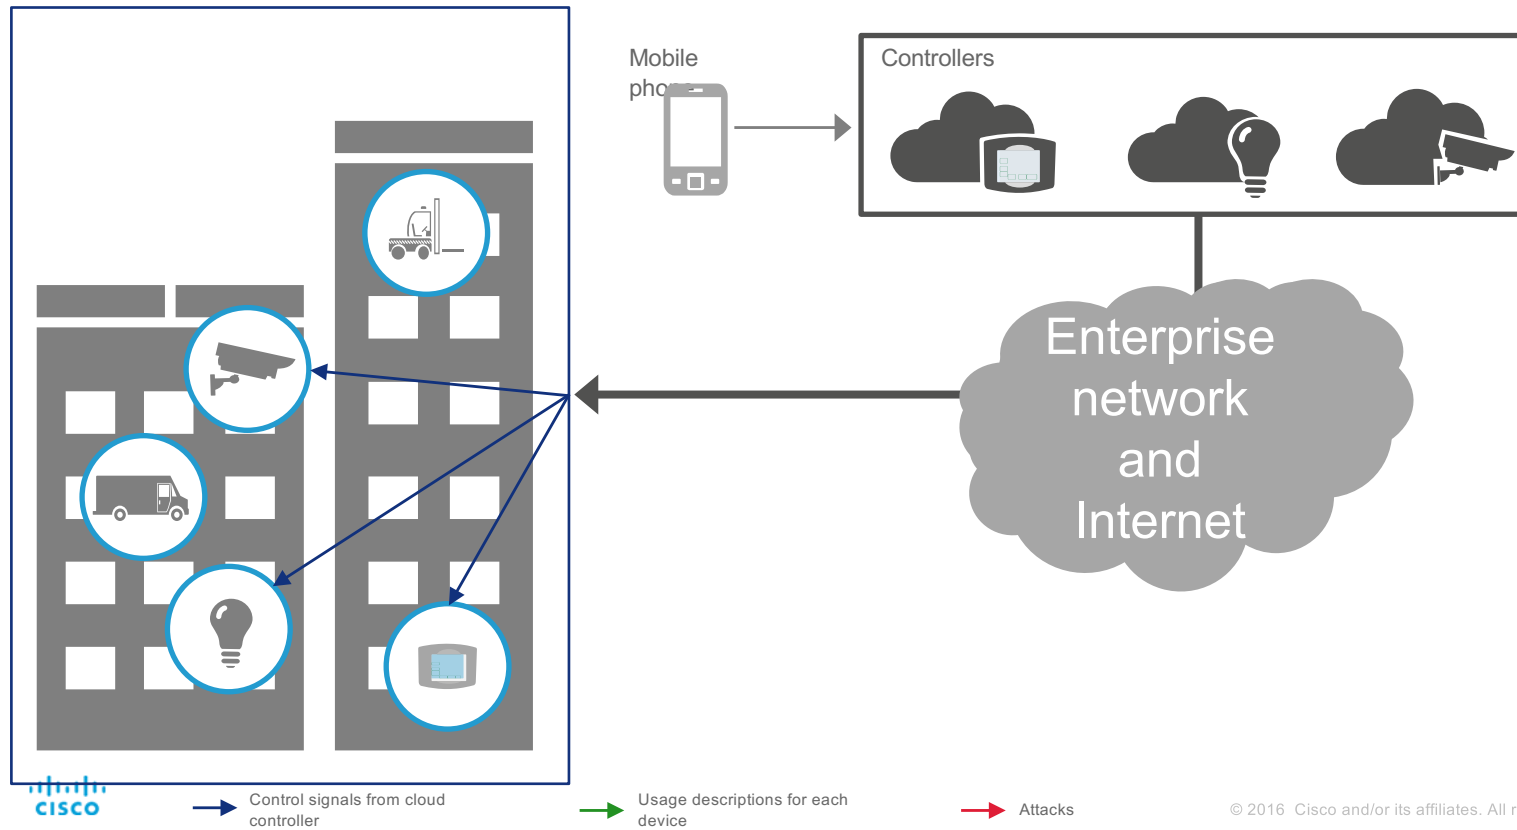 Mobile
phone
Controllers
Enterprise
network
and
Internet
CISCO
Control signals from cloud
controller
Usage descriptions for each
device
Attacks
© 2016 Cisco and/or its affiliates. All r